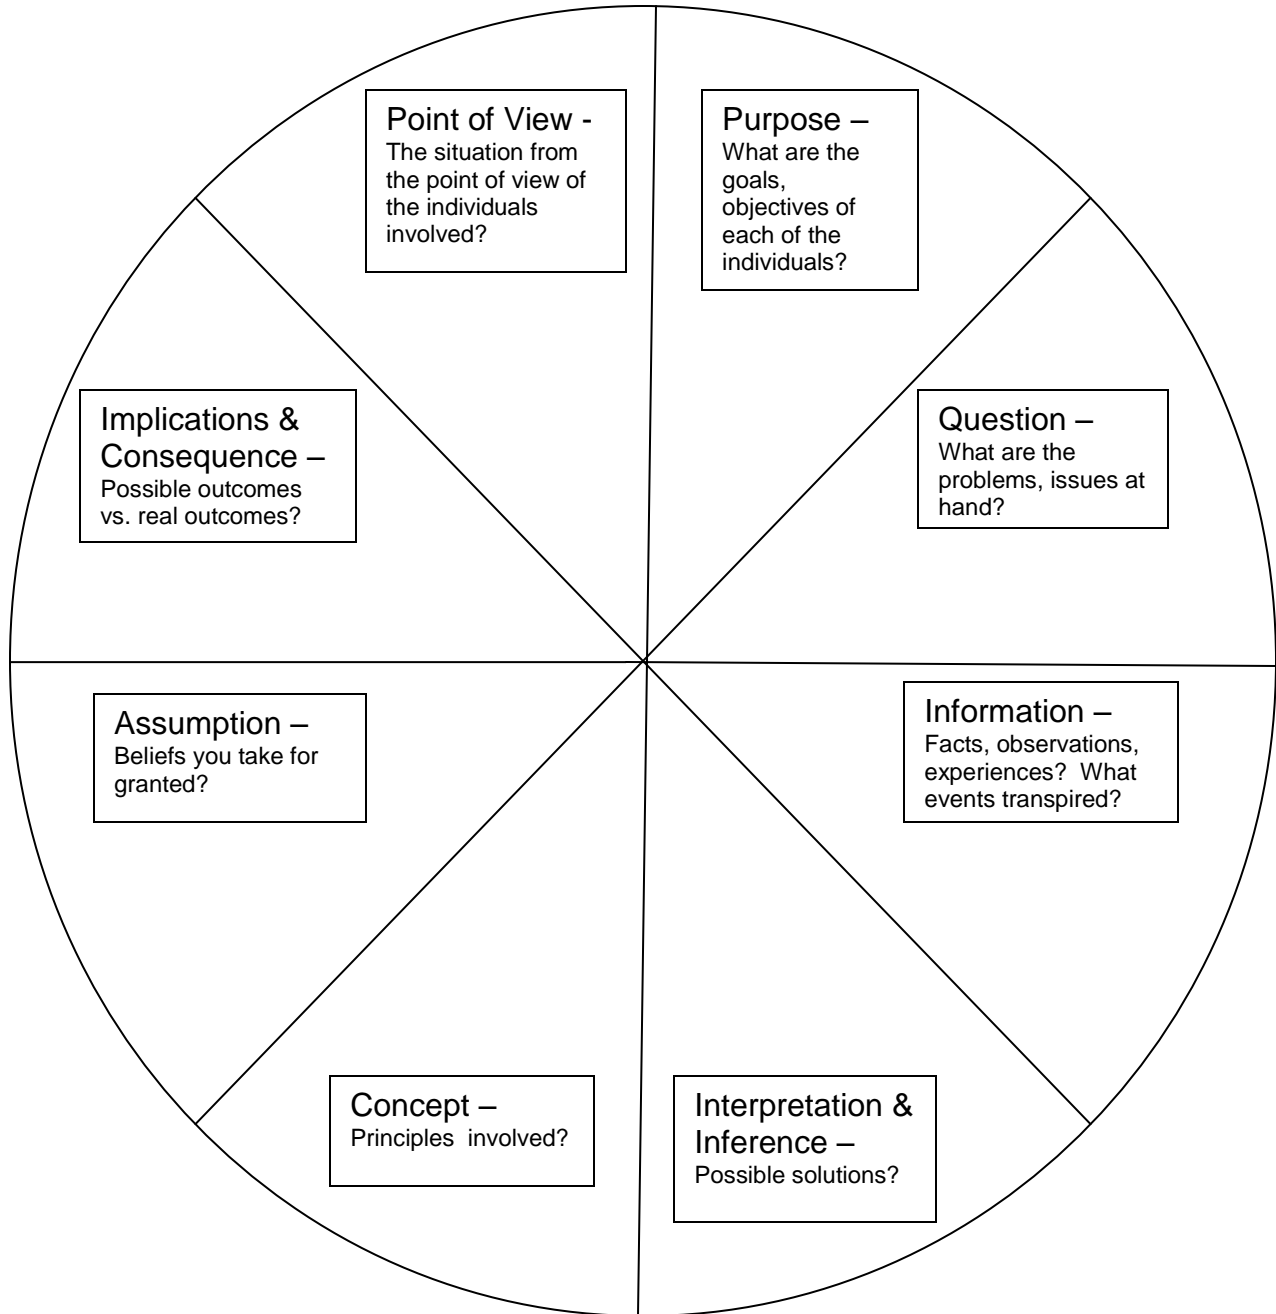 Point of View -
The situation from
the point of view of
the individuals
involved?
Purpose –
What are the
goals,
objectives of
each of the
individuals?
Implications &
Consequence –
Possible outcomes
vs. real outcomes?
Question –
What are the
problems, issues at
hand?
Assumption –
Beliefs you take for
granted?
Information –
Facts, observations,
experiences?  What
events transpired?
Concept –
Principles  involved?
Interpretation &
Inference –
Possible solutions?